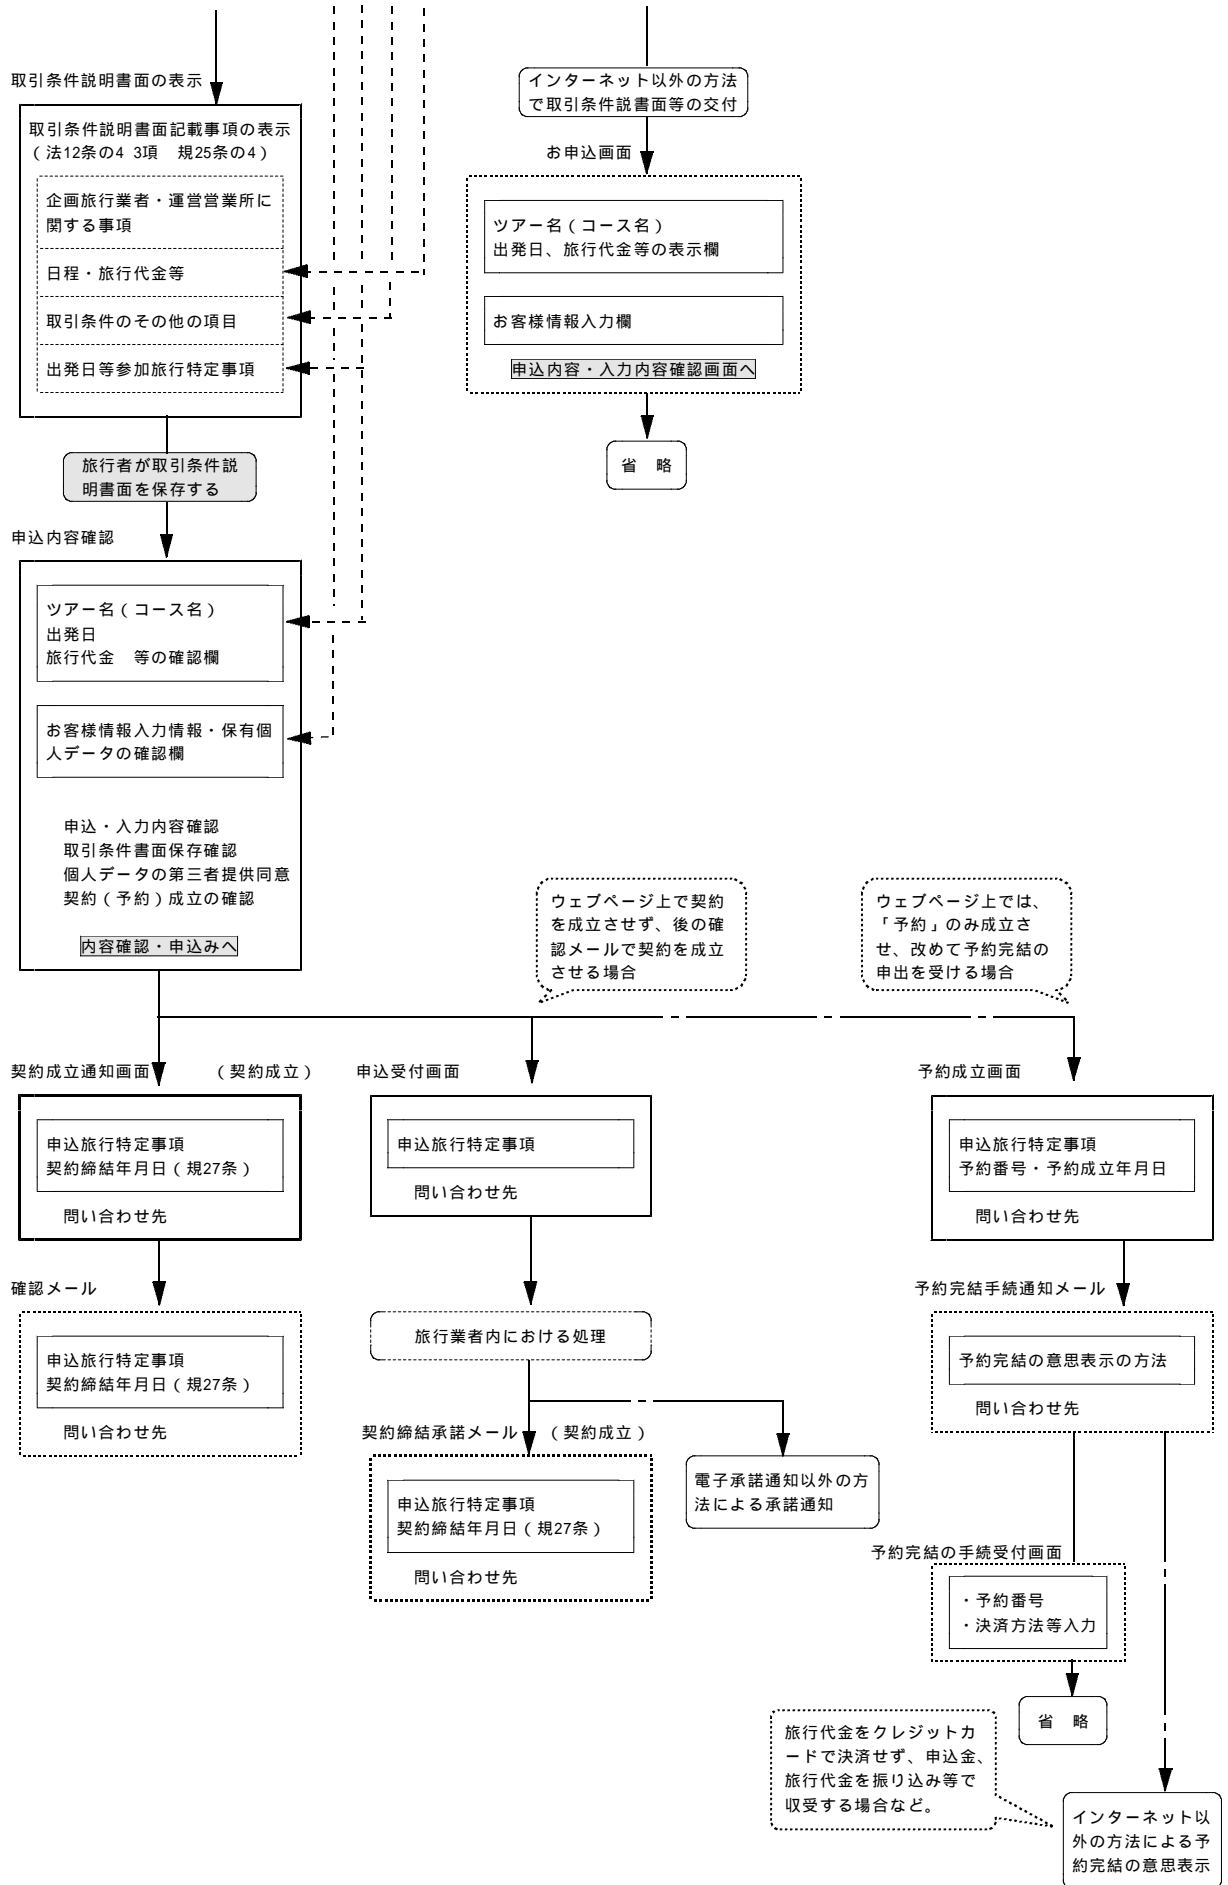 取引条件説明書面の表示
取引条件説明書面記載事項の表示
（法12条の4 3項　規25条の4）
企画旅行業者・運営営業所に
関する事項
日程・旅行代金等
取引条件のその他の項目
出発日等参加旅行特定事項
旅行者が取引条件説
明書面を保存する
インターネット以外の方法
で取引条件説書面等の交付
お申込画面
ツアー名（コース名）
出発日、旅行代金等の表示欄
お客様情報入力欄
申込内容・入力内容確認画面へ
省　略
申込内容確認
ツアー名（コース名）
出発日
旅行代金　等の確認欄
お客様情報入力情報・保有個
人データの確認欄
申込・入力内容確認
取引条件書面保存確認
個人データの第三者提供同意
契約（予約）成立の確認
内容確認・申込みへ
ウェブページ上で契約
を成立させず、後の確
認メールで契約を成立
させる場合
ウェブページ上では、
「予約」のみ成立さ
せ、改めて予約完結の
申出を受ける場合
契約成立通知画面　（契約成立）
申込旅行特定事項
契約締結年月日（規27条）
問い合わせ先
確認メール
申込旅行特定事項
契約締結年月日（規27条）
問い合わせ先
申込受付画面
申込旅行特定事項
問い合わせ先
旅行業者内における処理
契約締結承諾メール　（契約成立）
申込旅行特定事項
契約締結年月日（規27条）
問い合わせ先
電子承諾通知以外の方
法による承諾通知
予約成立画面
申込旅行特定事項
予約番号・予約成立年月日
問い合わせ先
予約完結手続通知メール
予約完結の意思表示の方法
問い合わせ先
予約完結の手続受付画面
・予約番号
・決済方法等入力
省　略
旅行代金をクレジットカ
ードで決済せず、申込金、
旅行代金を振り込み等で
収受する場合など。
インターネット以
外の方法による予
約完結の意思表示